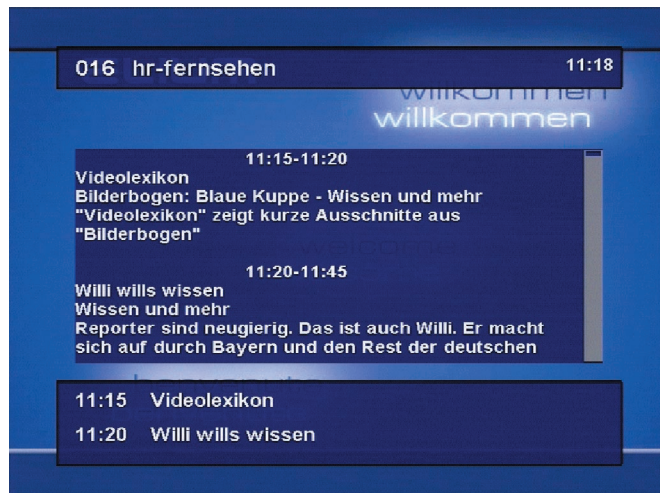 016 hr-fernsehen 11:18
willkommen
willkommen
11:15-11:20
Videolexikon
Bilderbogen: Blaue Kuppe - Wissen und mehr
"Videolexikon" zeigt kurze Ausschnitte aus
"Bilderbogen"
welcome
11:20-11:45
Willi wills wissen
Wissen und mehr
Reporter sind neugierig. Das ist auch Willi. Er macht
sich auf durch Bayern und den Rest der deutschen
11:15 Videolexikon
11:20 Willi wills wissen